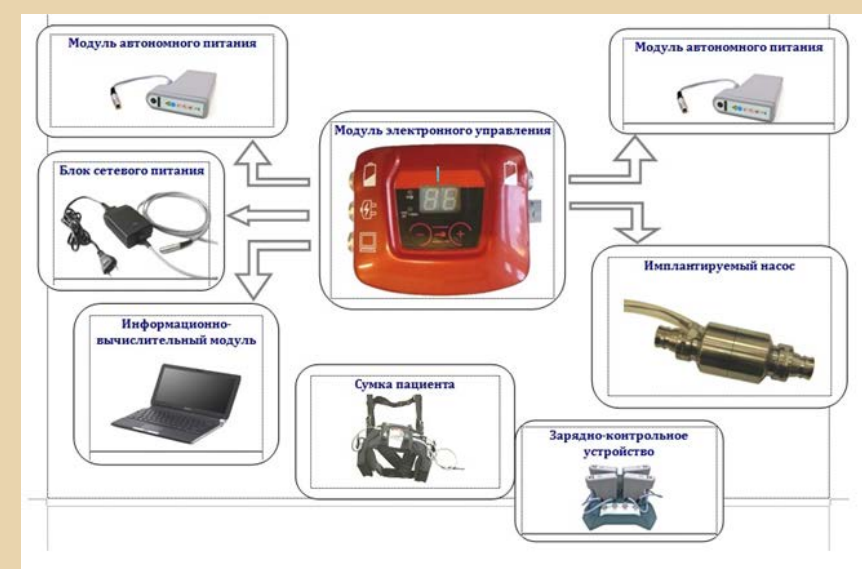 Модуль автономного питания
Модуль автономного питания
Модуль электронного управления
88
Блок сетевого питания
Имплантируемый насос
Информационно-
вычислительный модуль
Сумка пациента
Зарядно-контрольное
устройство